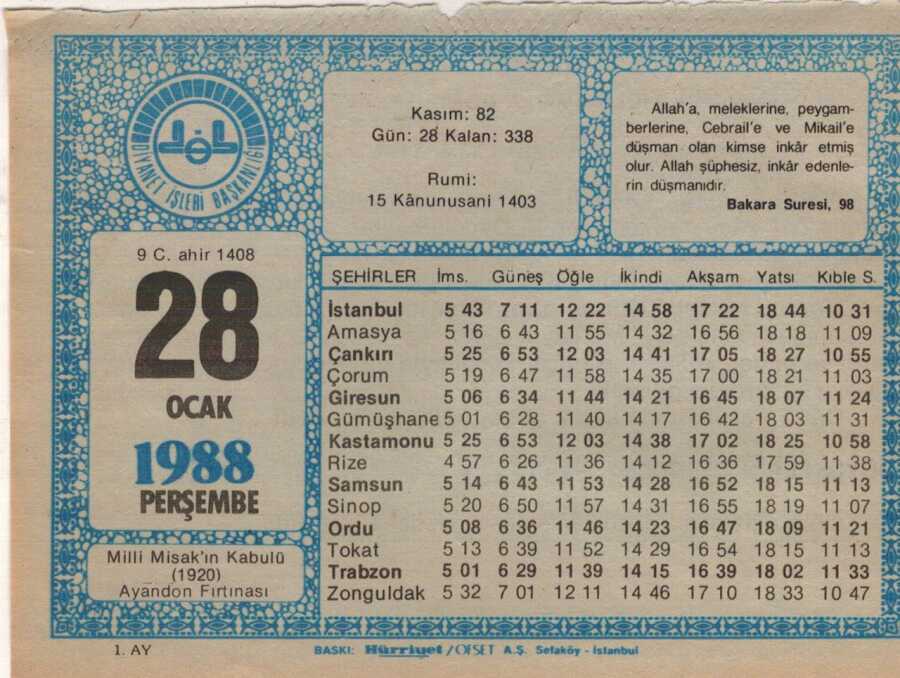 DİYANET İŞLERİ BAŞKANLIĞI
Kasım: 82
Gün: 28 Kalan: 338
Rumi:
15 Kânunusani 1403
Allah'a, meleklerine, peygam-
berlerine, Cebrail'e ve Mikail'e
düşman olan kimse inkâr etmiş
olur. Allah şüphesiz, inkâr edenle-
rin düşmanıdır.
Bakara Suresi, 98
9 C. ahir 1408
28
OCAK
1988
PERŞEMBE
Milli Misak'ın Kabulü
(1920)
Ayandon Fırtınası
ŞEHİRLER İms. Güneş Öğle İkindi Akşam Yatsı Kıble S.
İstanbul 5 43 7 11 12 22 14 58 17 22 18 44 10 31
Amasya 5 16 6 43 11 55 14 32 16 56 18 18 11 09
Çankırı 5 25 6 53 12 03 14 41 17 05 18 27 10 55
Çorum 5 19 6 47 11 58 14 35 17 00 18 21 11 03
Giresun 5 06 6 34 11 44 14 21 16 45 18 07 11 24
Gümüşhane 5 01 6 28 11 40 14 17 16 42 18 03 11 31
Kastamonu 5 25 6 53 12 03 14 38 17 02 18 25 10 58
Rize 4 57 6 26 11 36 14 12 16 36 17 59 11 38
Samsun 5 14 6 43 11 53 14 28 16 52 18 15 11 13
Sinop 5 20 6 50 11 57 14 31 16 55 18 19 11 07
Ordu 5 08 6 36 11 46 14 23 16 47 18 09 11 21
Tokat 5 13 6 39 11 52 14 29 16 54 18 15 11 13
Trabzon 5 01 6 29 11 39 14 15 16 39 18 02 11 33
Zonguldak 5 32 7 01 12 11 14 46 17 10 18 33 10 47
1. AY
BASKI: Hürriyet / OFSET A.Ş. Sefaköy - İstanbul